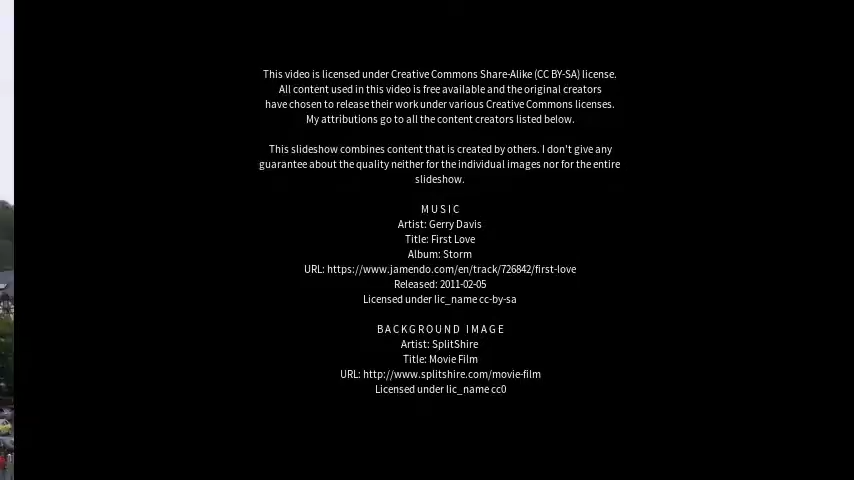 This video is licensed under Creative Commons Share-Alike (CC BY-SA) license.
All content used in this video is free available and the original creators
have chosen to release their work under various Creative Commons licenses.
My attributions go to all the content creators listed below.
This slideshow combines content that is created by others. I don't give any
guarantee about the quality neither for the individual images nor for the entire
slideshow.
MUSIC
Artist: Gerry Davis
Title: First Love
Album: Storm
URL: https://www.jamendo.com/en/track/726842/first-love
Released: 2011-02-05
Licensed under lic_name cc-by-sa
BACKGROUND IMAGE
Artist: SplitShire
Title: Movie Film
URL: http://www.splitshire.com/movie-film
Licensed under lic_name cc0